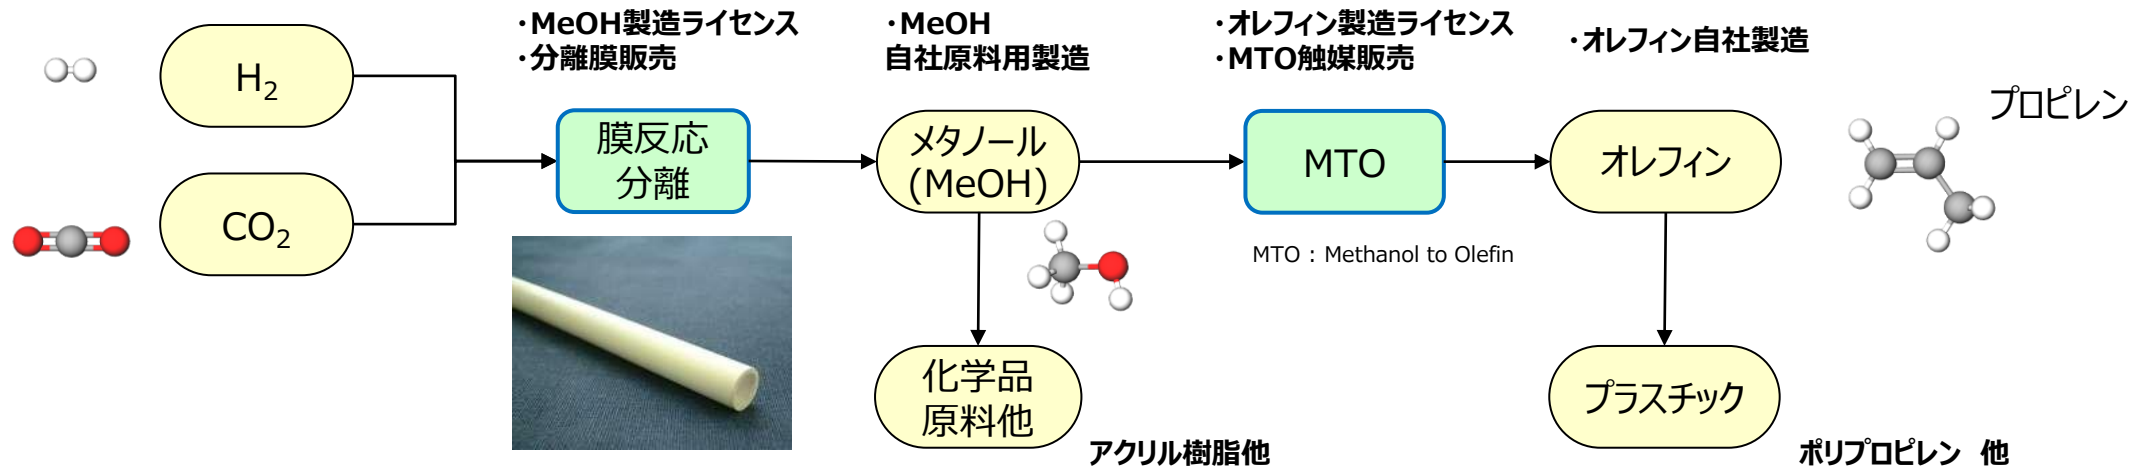 ・MeOH製造ライセンス
・分離膜販売
・MeOH
自社原料用製造
・オレフィン製造ライセンス
・MTO触媒販売
・オレフィン自社製造
H₂
CO₂
膜反応
分離
メタノール
(MeOH)
MTO
オレフィン
プロピレン
MTO : Methanol to Olefin
化学品
原料他
アクリル樹脂他
プラスチック
ポリプロピレン 他